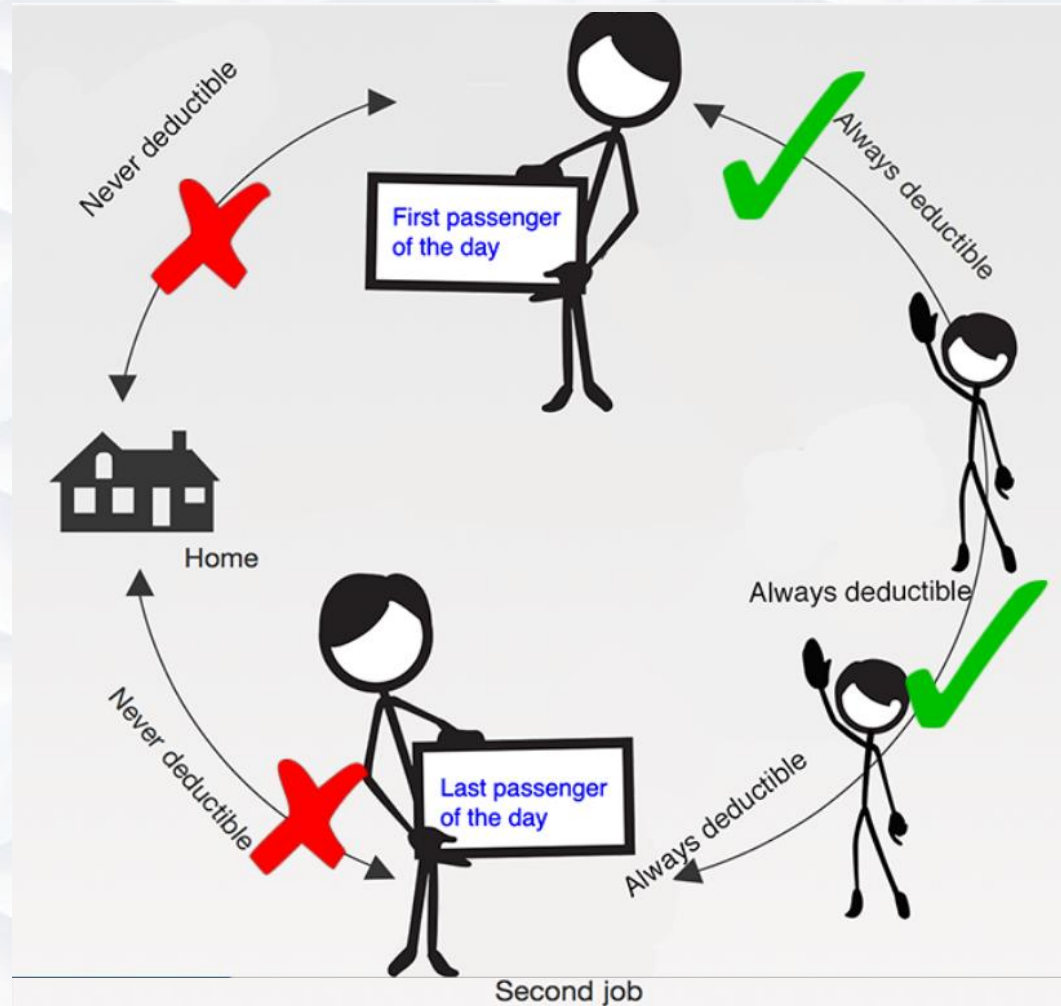 Never deductible
Always deductible
First passenger
of the day
Home
Always deductible
Never deductible
Last passenger
of the day
Always deductible
Second job